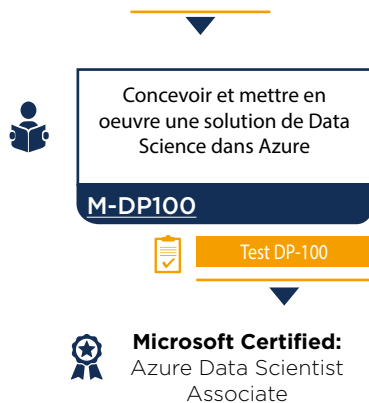 Concevoir et mettre en
oeuvre une solution de Data
Science dans Azure
M-DP100
Test DP-100
Microsoft Certified:
Azure Data Scientist
Associate